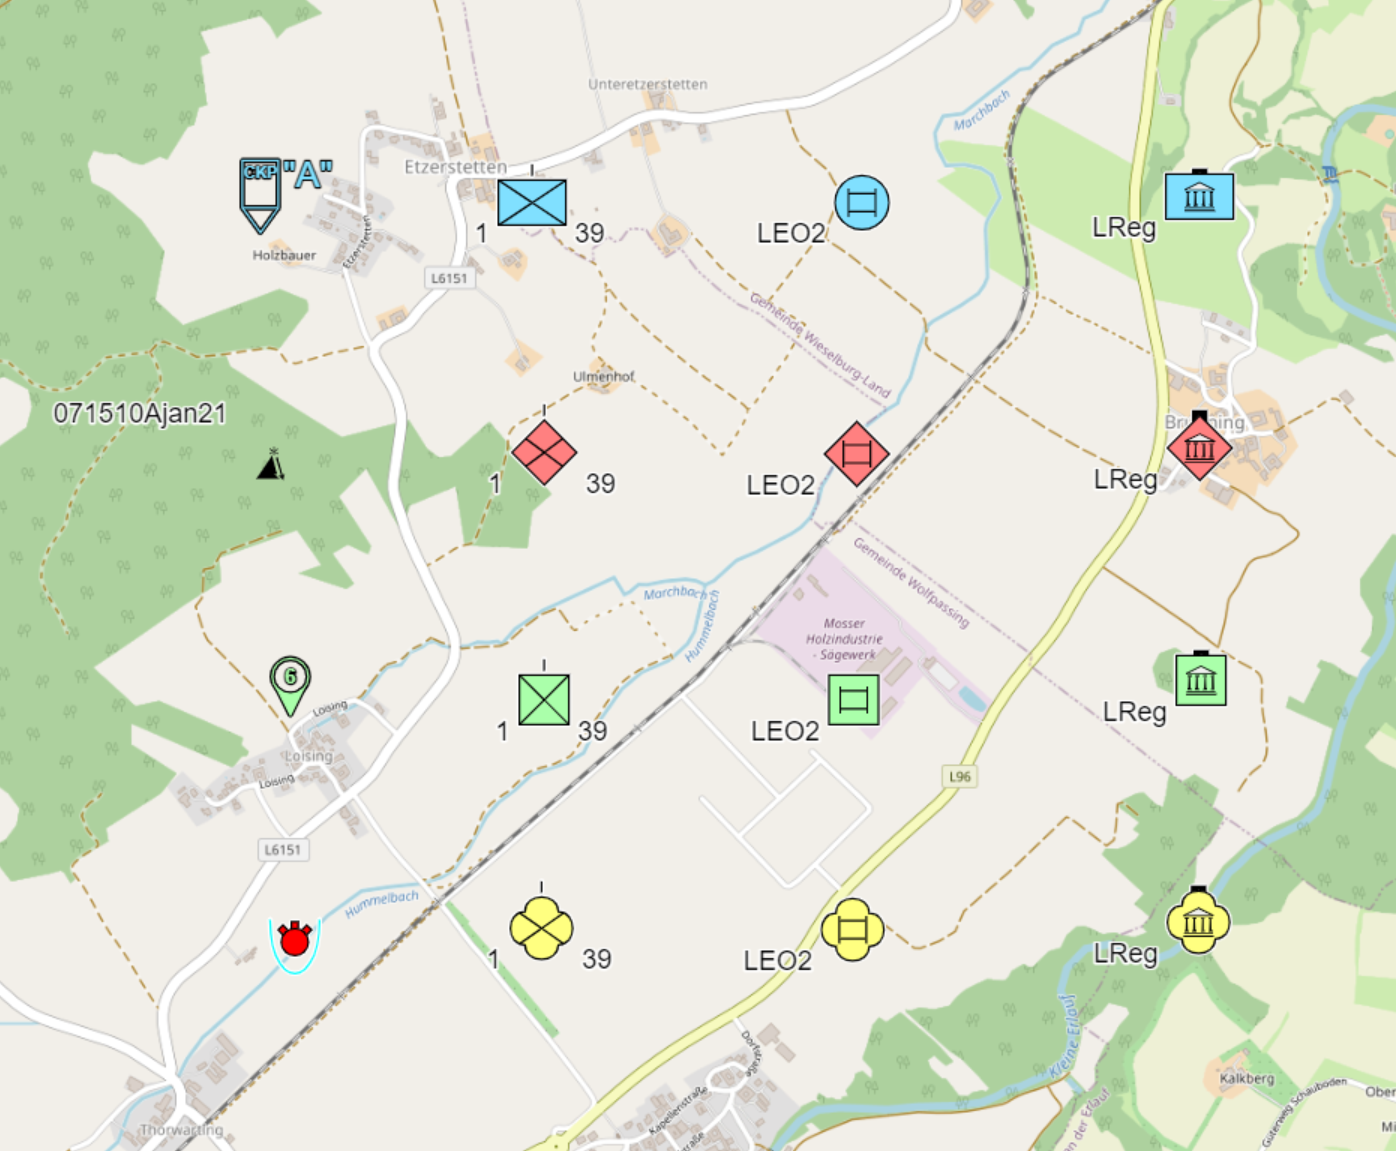 Unteretzerstetten
Marchbach
Etzerstetten
CKP "A"
LEO2
LReg
1 39
Etzerstetten
Holzbauer
L6151
Gemeinde Wieselburg-Land
Ulmenhof
071510Ajan21
LReg
1 39
LEO2
Gemeinde Wolfpassing
Marchbach
Hummelbach
Mosser
Holzindustrie
- Sägewerk
6
Loising
LReg
1 39
LEO2
Loising
Loising
L96
L6151
Hummelbach
1 39
LEO2
LReg
Kleine Erlauf
Dorfstraße
Kalkberg
Kapellenstraße
Güterweg Schauboden
Ober
an der Erlauf
Thorwarting
Mi